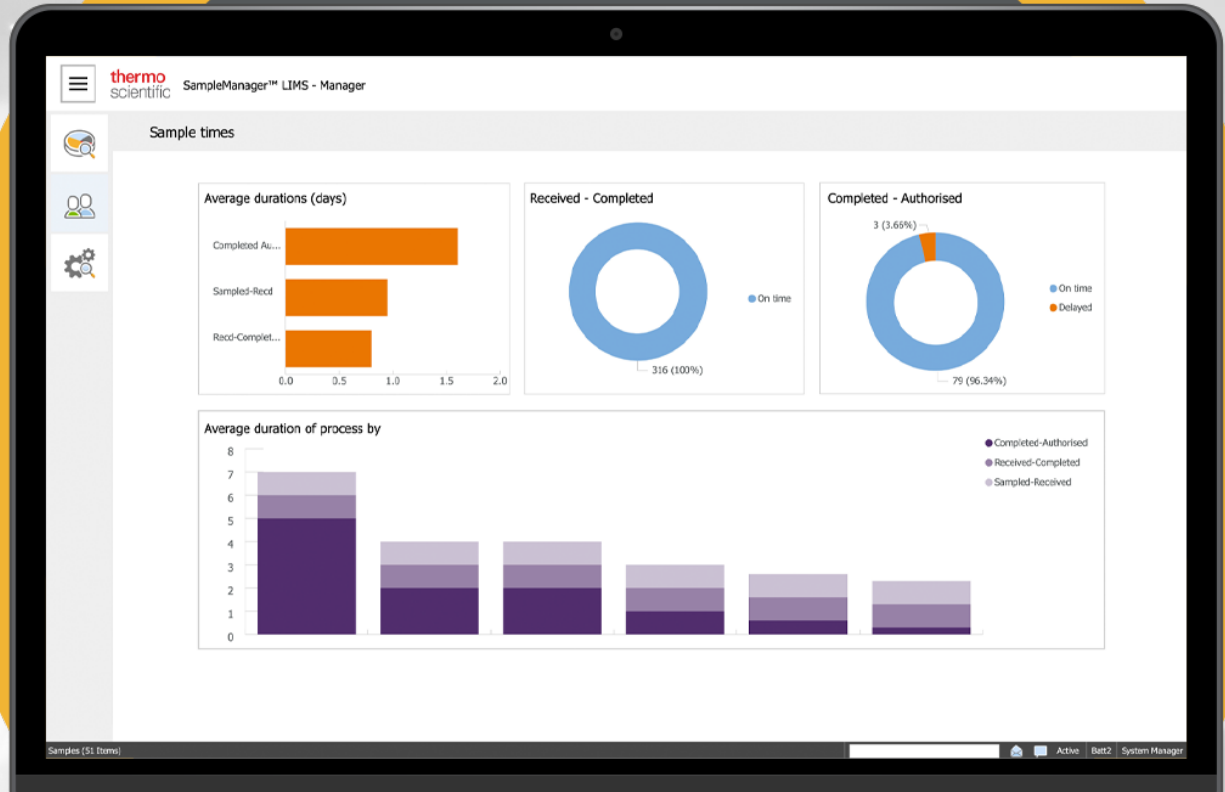 thermo
scientific
SampleManager™ LIMS - Manager
Sample times
Average durations (days)
Completed Au...
Sampled-Recd
Recd-Complet...
0.0 0.5 1.0 1.5 2.0
Received - Completed
On time
316 (100%)
Completed - Authorised
3 (3.66%)
On time
Delayed
79 (96.34%)
Average duration of process by
8
7
6
5
4
3
2
1
0
Completed-Authorised
Received-Completed
Sampled-Received
Samples (51 Items)
Active Batt2 System Manager